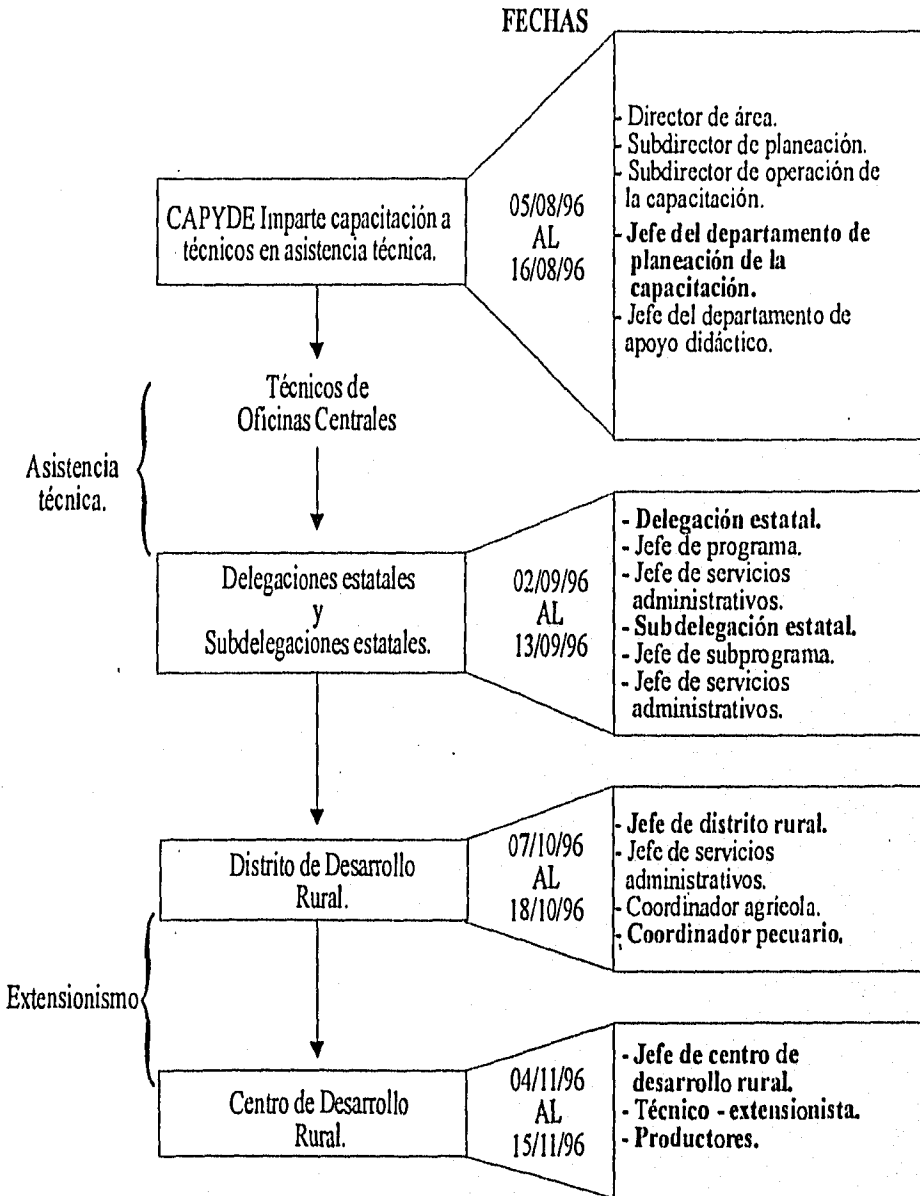 FECHAS
CAPYDE Imparte capacitación a
técnicos en asistencia técnica.
05/08/96
AL
16/08/96
- Director de área.
- Subdirector de planeación.
- Subdirector de operación de
la capacitación.
- Jefe del departamento de
planeación de la
capacitación.
- Jefe del departamento de
apoyo didáctico.
Técnicos de
Oficinas Centrales
Asistencia
técnica.
Delegaciones estatales
y
Subdelegaciones estatales.
02/09/96
AL
13/09/96
- Delegación estatal.
- Jefe de programa.
- Jefe de servicios
administrativos.
- Subdelegación estatal.
- Jefe de subprograma.
- Jefe de servicios
administrativos.
Distrito de Desarrollo
Rural.
07/10/96
AL
18/10/96
- Jefe de distrito rural.
- Jefe de servicios
administrativos.
- Coordinador agrícola.
- Coordinador pecuario.
Extensionismo
Centro de Desarrollo
Rural.
04/11/96
AL
15/11/96
- Jefe de centro de
desarrollo rural.
- Técnico - extensionista.
- Productores.